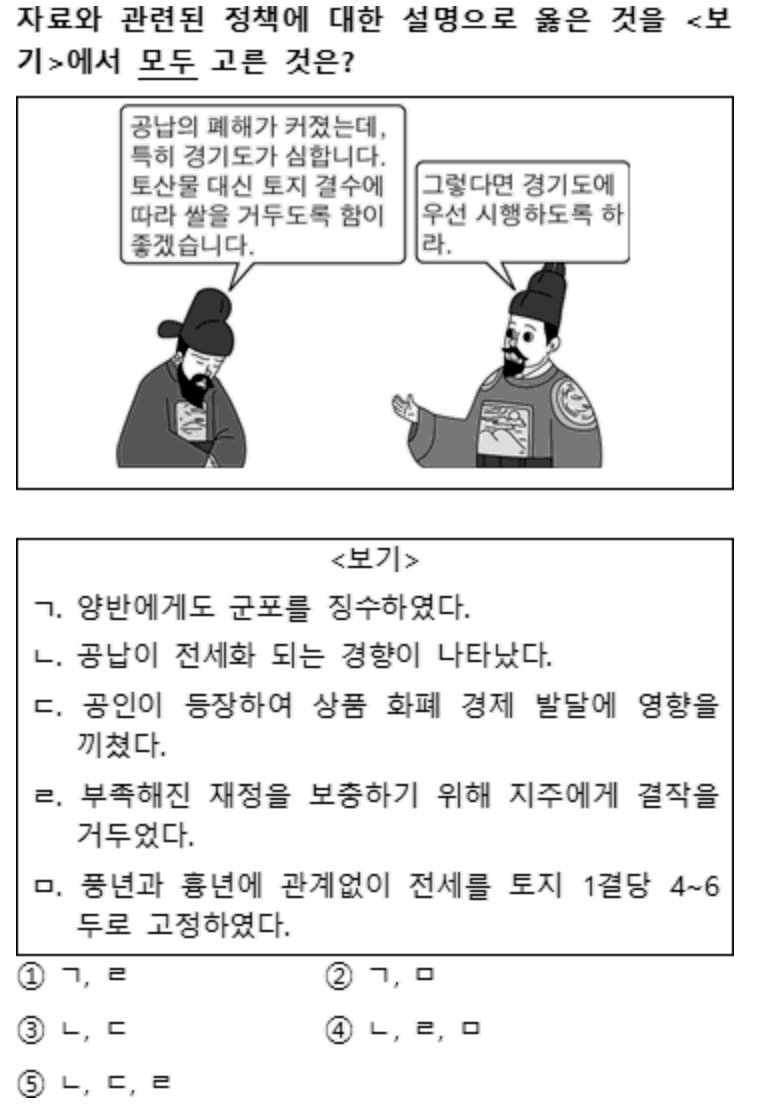 자료와 관련된 정책에 대한 설명으로 옳은 것을 <보
기>에서 모두 고른 것은?
공납의 폐해가 커졌는데,
특히 경기도가 심합니다.
토산물 대신 토지 결수에
따라 쌀을 거두도록 함이
좋겠습니다.
그렇다면 경기도에
우선 시행하도록 하
라.
<보기>
ㄱ. 양반에게도 군포를 징수하였다.
ㄴ. 공납이 전세화 되는 경향이 나타났다.
ㄷ. 공인이 등장하여 상품 화폐 경제 발달에 영향을
끼쳤다.
ㄹ. 부족해진 재정을 보충하기 위해 지주에게 결작을
거두었다.
ㅁ. 풍년과 흉년에 관계없이 전세를 토지 1결당 4~6
두로 고정하였다.
① ㄱ, ㄹ
② ㄱ, ㅁ
③ ㄴ, ㄷ
④ ㄴ, ㄹ, ㅁ
⑤ ㄴ, ㄷ, ㄹ